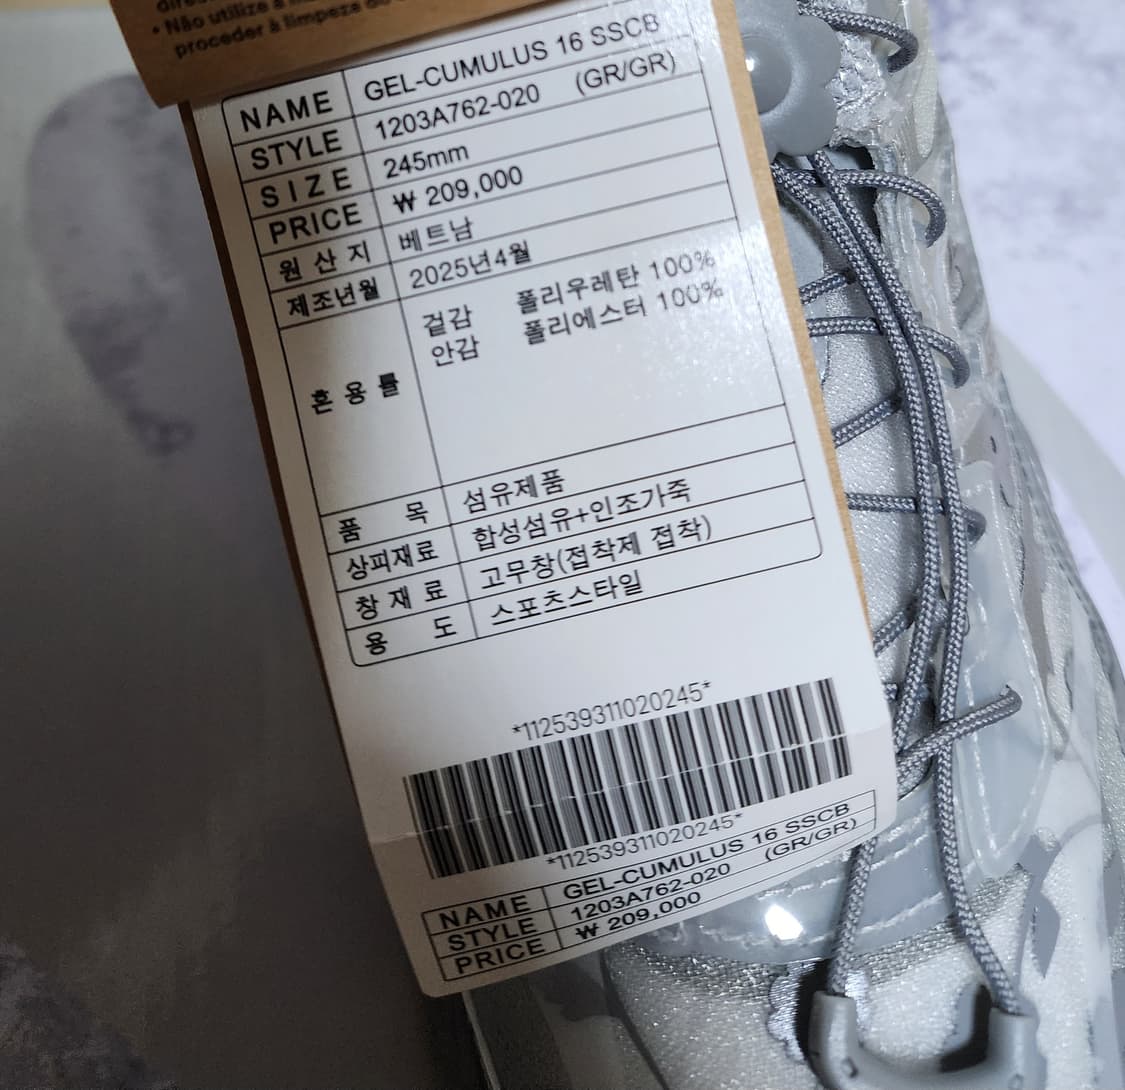 • Não utilize a
proceder à limpeza do
NAME GEL-CUMULUS 16 SSCB
STYLE 1203A762-020 (GR/GR)
SIZE 245mm
PRICE ₩ 209,000
원산지 베트남
제조년월 2025년4월
혼용률 겉감 폴리우레탄 100%
안감 폴리에스터 100%
품목 섬유제품
상피재료 합성섬유+인조가죽
창재료 고무창(접착제 접착)
용도 스포츠스타일
*112539311020245*
*112539311020245*
NAME GEL-CUMULUS 16 SSCB
STYLE 1203A762-020 (GR/GR)
PRICE ₩ 209,000